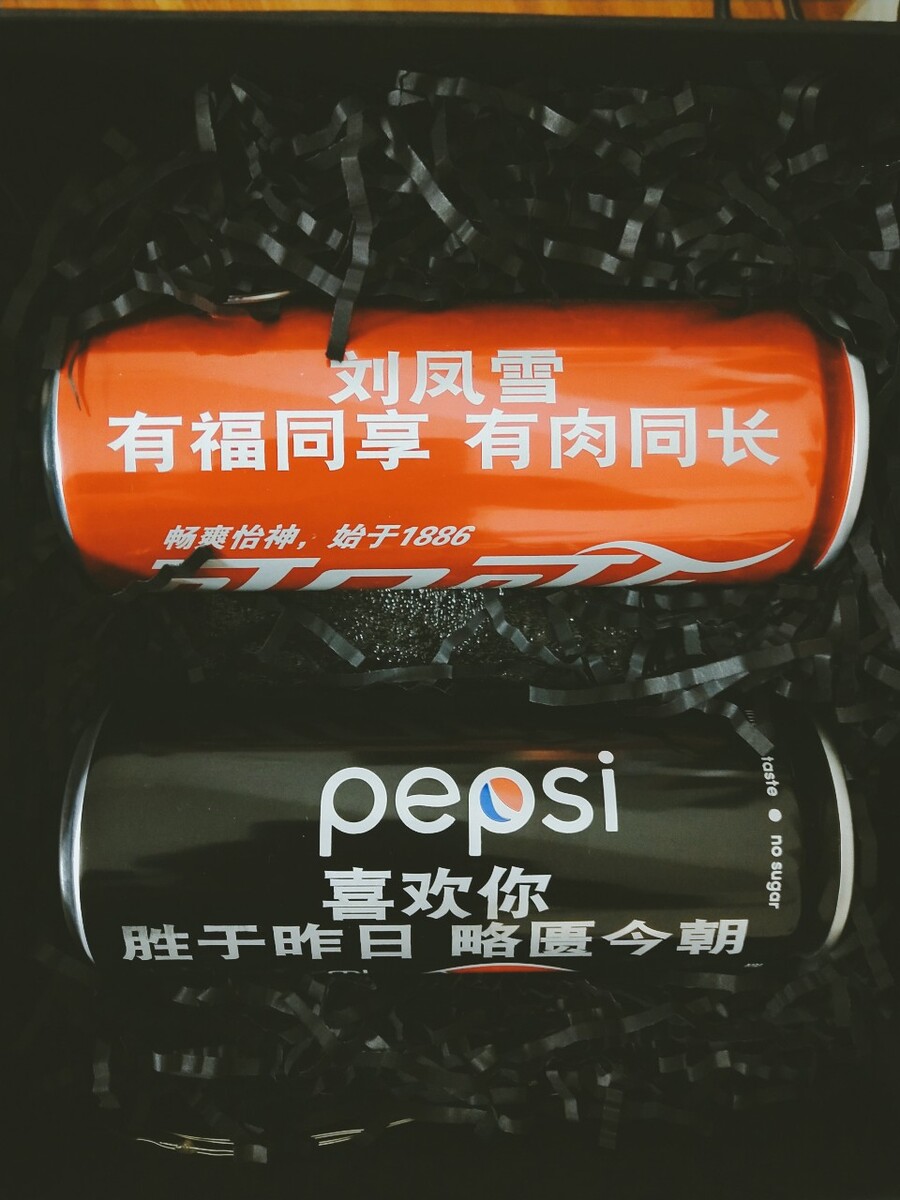 刘凤雪
有福同享 有肉同长
畅爽怡神，始于1886
pepsi
taste ● no sugar
喜欢你
胜于昨日 略匿今朝